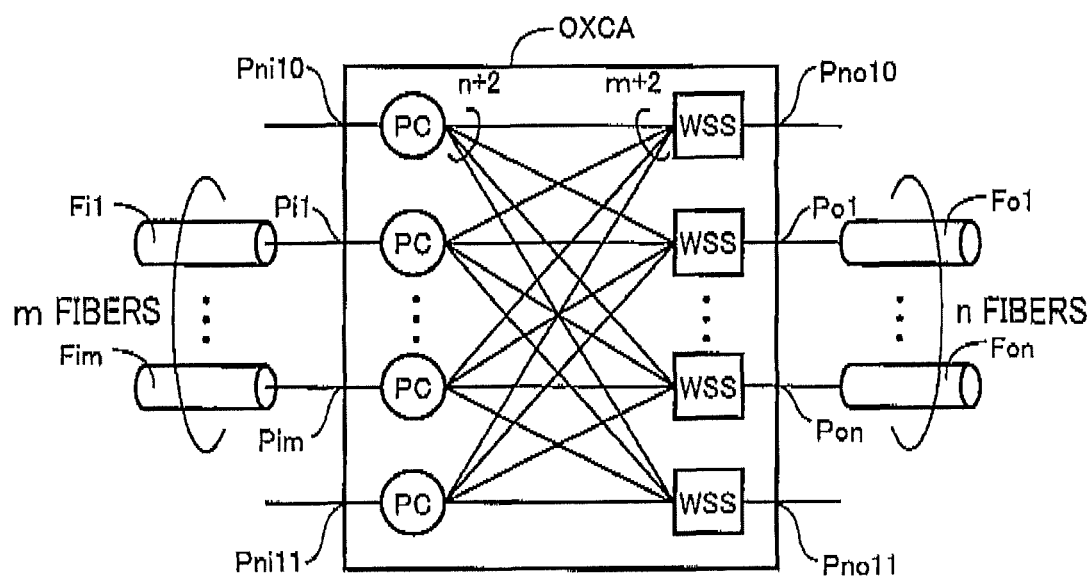 OXCA
Pni10
n+2
m+2
Pno10
PC
WSS
Fi1
Pi1
Po1
Fo1
PC
WSS
m FIBERS
n FIBERS
Fim
Fon
PC
WSS
Pim
Pon
PC
WSS
Pni11
Pno11